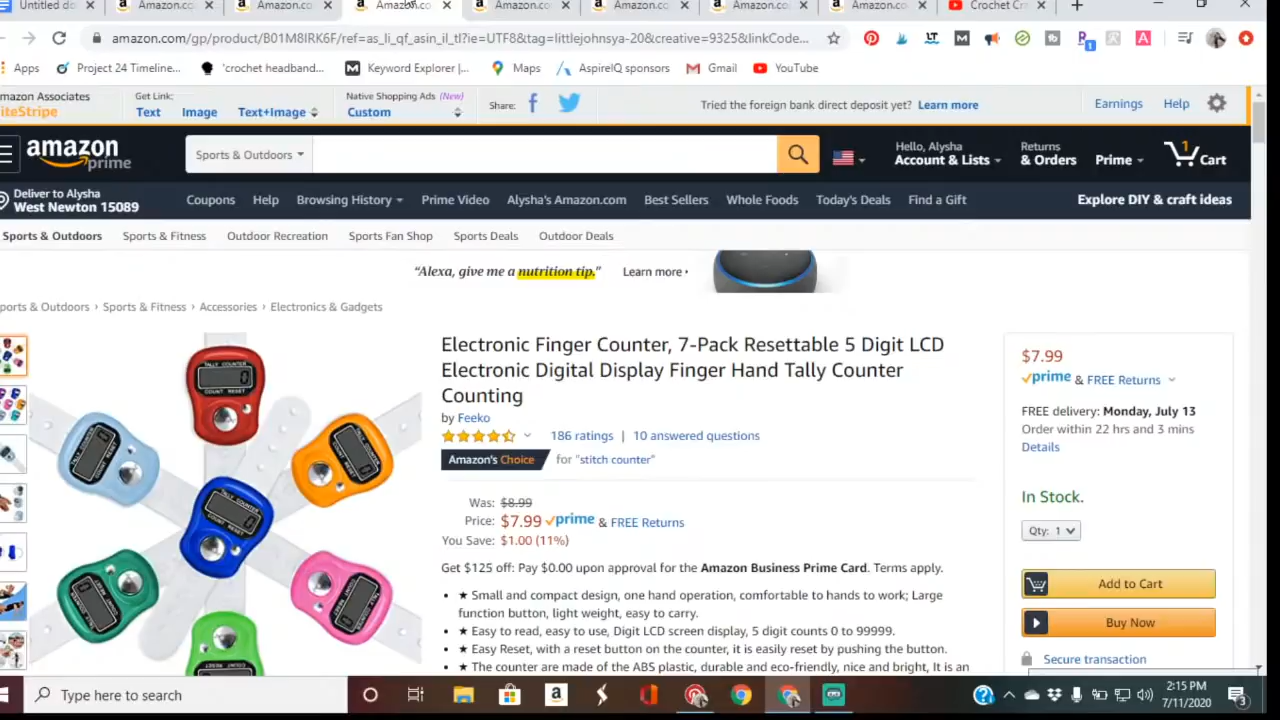 Untitled do
Amazon.co
Amazon.co
Amazon.co
Amazon.co
Amazon.co
Amazon.co
Amazon.co
Crochet Cr
amazon.com/gp/product/B01M8IRK6F/ref=as_li_qf_asin_il_tl?ie=UTF8&tag=littlejohnsya-20&creative=9325&linkCode...
Apps
Project 24 Timeline...
'crochet headband...
Keyword Explorer |...
Maps
AspireIQ sponsors
Gmail
YouTube
mazon Associates
iteStripe
Get Link:
Text
Image
Text+Image
Native Shopping Ads (New)
Custom
Share:
Tried the foreign bank direct deposit yet? Learn more
Earnings
Help
amazon prime
Sports & Outdoors
Hello, Alysha
Account & Lists
Returns
& Orders
Prime
1
Cart
Deliver to Alysha
West Newton 15089
Coupons
Help
Browsing History
Prime Video
Alysha's Amazon.com
Best Sellers
Whole Foods
Today's Deals
Find a Gift
Explore DIY & craft ideas
Sports & Outdoors
Sports & Fitness
Outdoor Recreation
Sports Fan Shop
Sports Deals
Outdoor Deals
“Alexa, give me a nutrition tip.”
Learn more ›
ports & Outdoors › Sports & Fitness › Accessories › Electronics & Gadgets
Electronic Finger Counter, 7-Pack Resettable 5 Digit LCD
Electronic Digital Display Finger Hand Tally Counter
Counting
by Feeko
186 ratings | 10 answered questions
Amazon's Choice for "stitch counter"
Was: $8.99
Price: $7.99 prime & FREE Returns
You Save: $1.00 (11%)
Get $125 off: Pay $0.00 upon approval for the Amazon Business Prime Card. Terms apply.
• ★ Small and compact design, one hand operation, comfortable to hands to work; Large
function button, light weight, easy to carry.
• ★ Easy to read, easy to use, Digit LCD screen display, 5 digit counts 0 to 99999.
• ★ Easy Reset, with a reset button on the counter, it is easily reset by pushing the button.
• ★ The counter are made of the ABS plastic, durable and eco-friendly, nice and bright, It is an
$7.99
prime & FREE Returns
FREE delivery: Monday, July 13
Order within 22 hrs and 3 mins
Details
In Stock.
Qty: 1
Add to Cart
Buy Now
Secure transaction
TALLY COUNTER
COUNT RESET
Type here to search
2:15 PM
7/11/2020
3